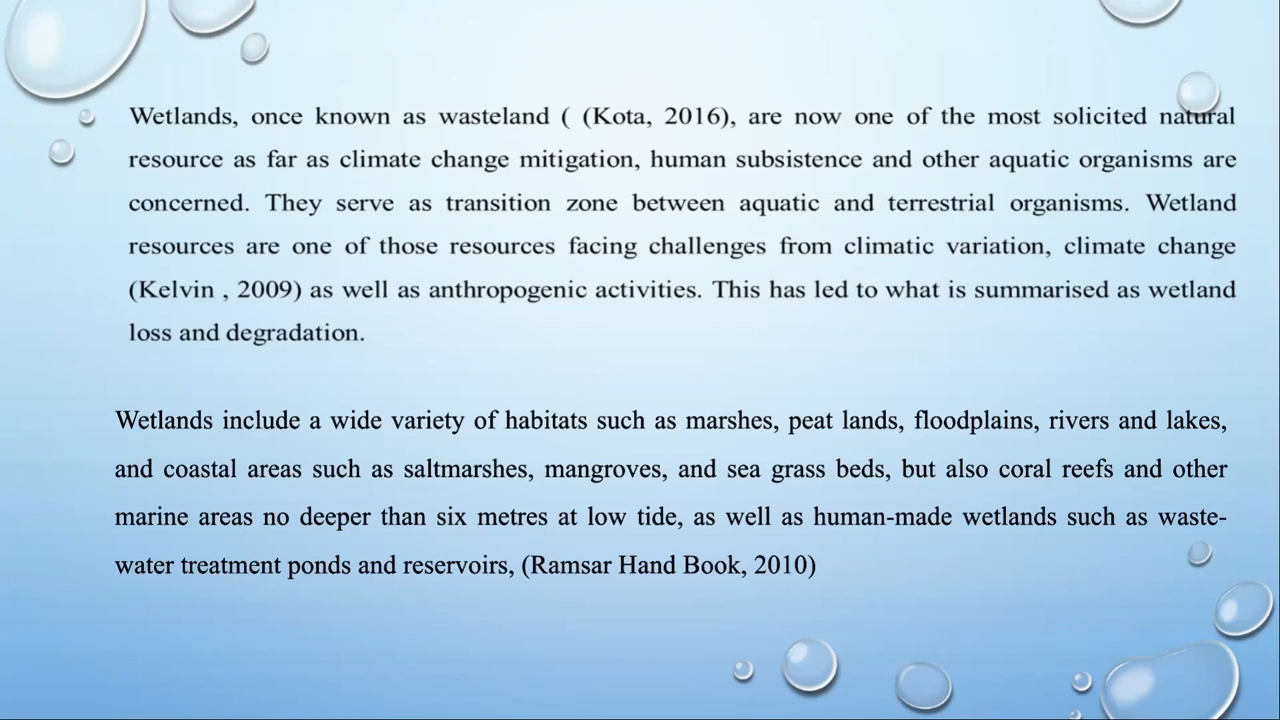 Wetlands, once known as wasteland ( (Kota, 2016), are now one of the most solicited natural
resource as far as climate change mitigation, human subsistence and other aquatic organisms are
concerned. They serve as transition zone between aquatic and terrestrial organisms. Wetland
resources are one of those resources facing challenges from climatic variation, climate change
(Kelvin , 2009) as well as anthropogenic activities. This has led to what is summarised as wetland
loss and degradation.
Wetlands include a wide variety of habitats such as marshes, peat lands, floodplains, rivers and lakes,
and coastal areas such as saltmarshes, mangroves, and sea grass beds, but also coral reefs and other
marine areas no deeper than six metres at low tide, as well as human-made wetlands such as waste-
water treatment ponds and reservoirs, (Ramsar Hand Book, 2010)